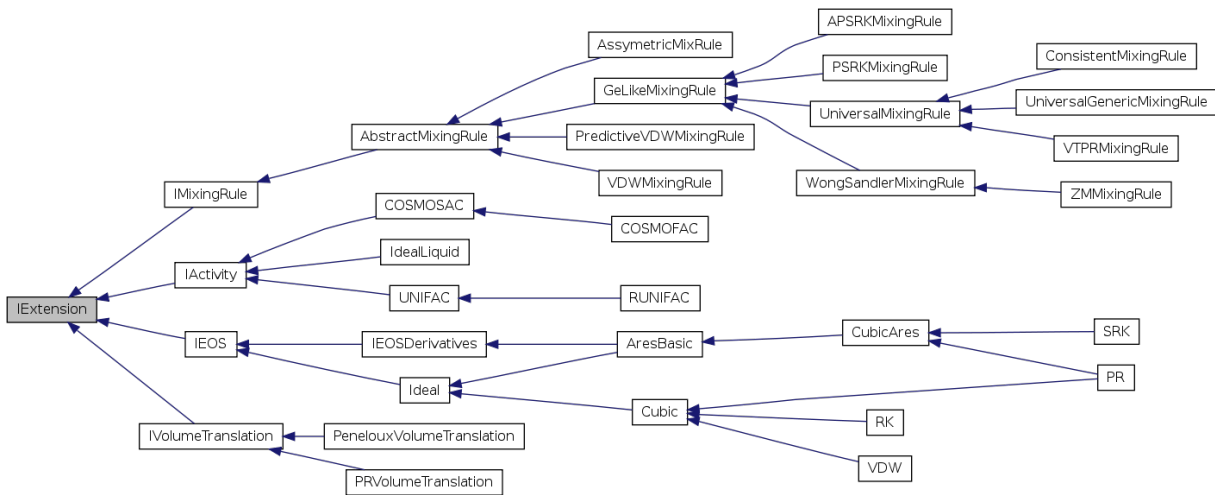 APSRKMixingRule
AssymetricMixRule
ConsistentMixingRule
PSRKMixingRule
GeLikeMixingRule
UniversalGenericMixingRule
UniversalMixingRule
AbstractMixingRule
PredictiveVDWMixingRule
VTPRMixingRule
VDWMixingRule
WongSandlerMixingRule
IMixingRule
ZMMixingRule
COSMOSAC
COSMOFAC
IdealLiquid
IActivity
UNIFAC
RUNIFAC
IExtension
SRK
CubicAres
IEOS
IEOSDerivatives
AresBasic
PR
Ideal
Cubic
RK
IVolumeTranslation
PenelouxVolumeTranslation
VDW
PRVolumeTranslation